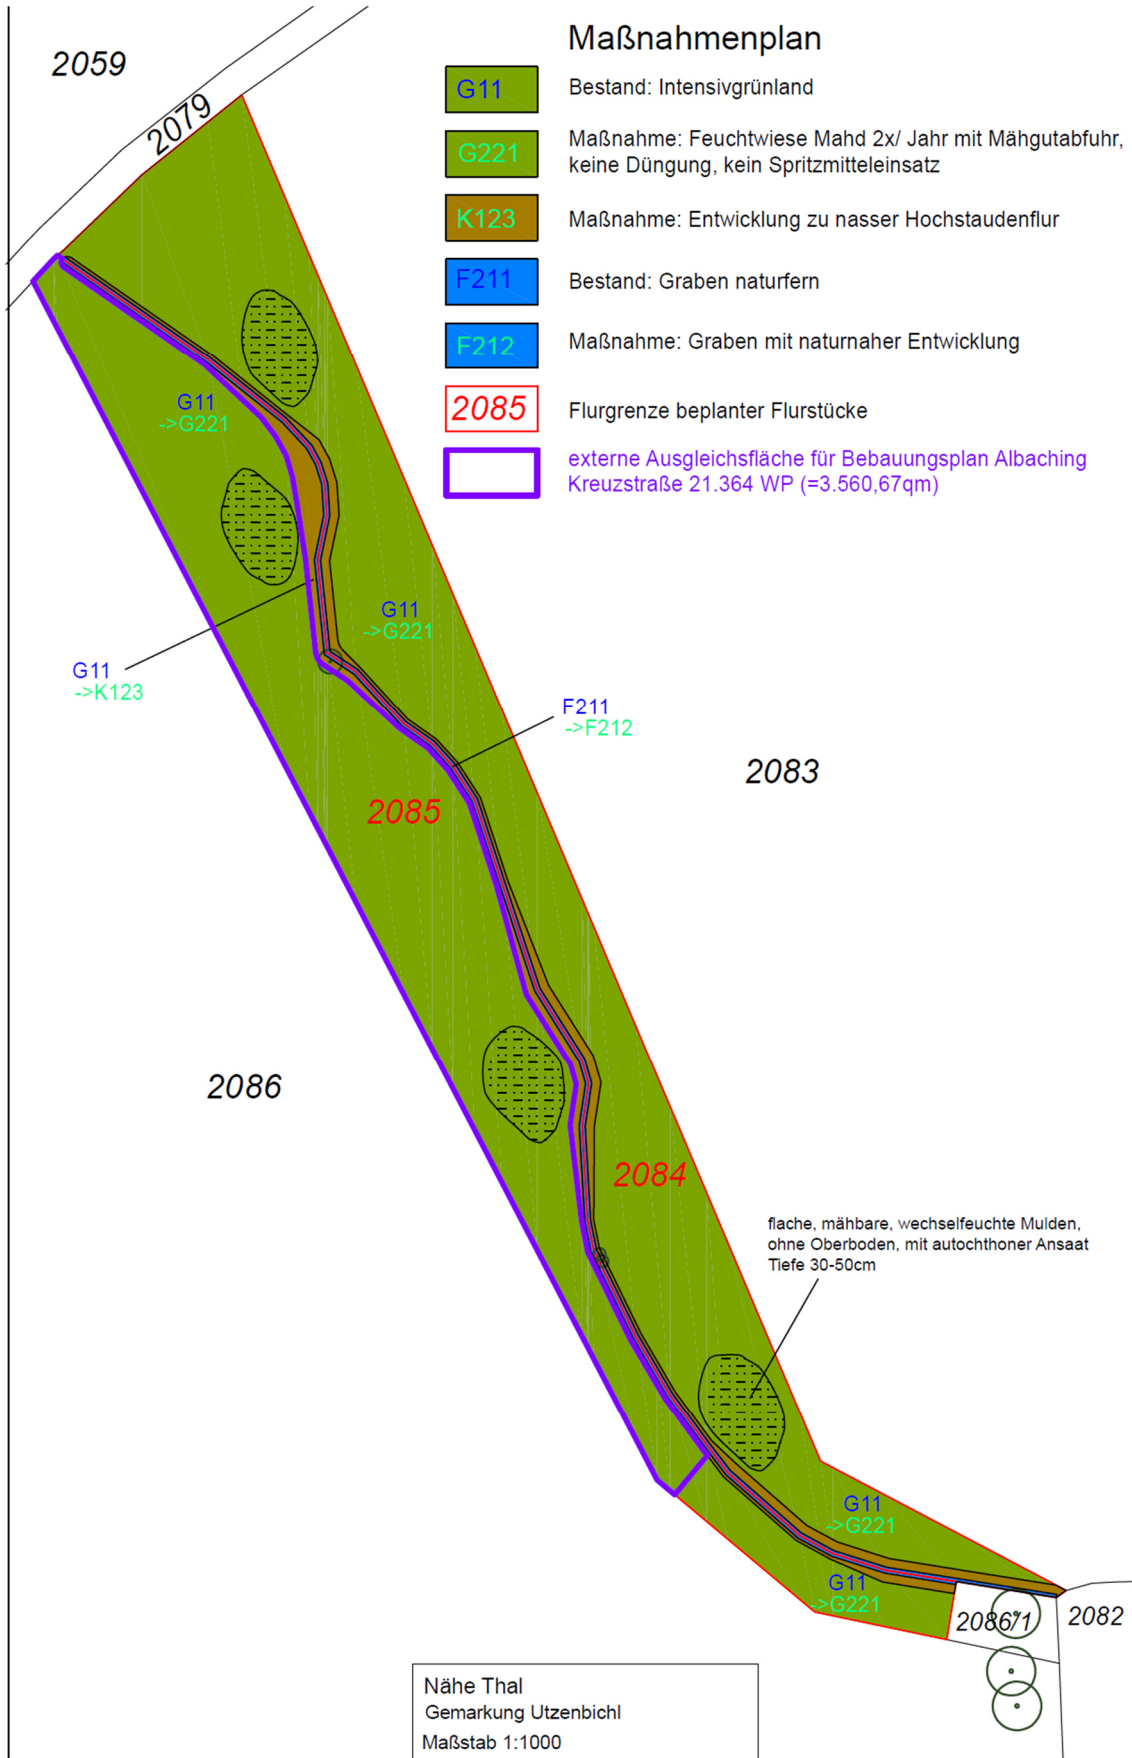 Maßnahmenplan
2059
2079
G11
Bestand: Intensivgrünland
G221
Maßnahme: Feuchtwiese Mahd 2x/ Jahr mit Mähgutabfuhr,
keine Düngung, kein Spritzmitteleinsatz
K123
Maßnahme: Entwicklung zu nasser Hochstaudenflur
F211
Bestand: Graben naturfern
F212
Maßnahme: Graben mit naturnaher Entwicklung
2085
Flurgrenze beplanter Flurstücke
externe Ausgleichsfläche für Bebauungsplan Albaching
Kreuzstraße 21.364 WP (=3.560,67qm)
G11
->G221
G11
->G221
G11
->K123
F211
->F212
2083
2085
2086
2084
flache, mähbare, wechselfeuchte Mulden,
ohne Oberboden, mit autochthoner Ansaat
Tiefe 30-50cm
G11
->G221
G11
->G221
2086/1
2082
Nähe Thal
Gemarkung Utzenbichl
Maßstab 1:1000